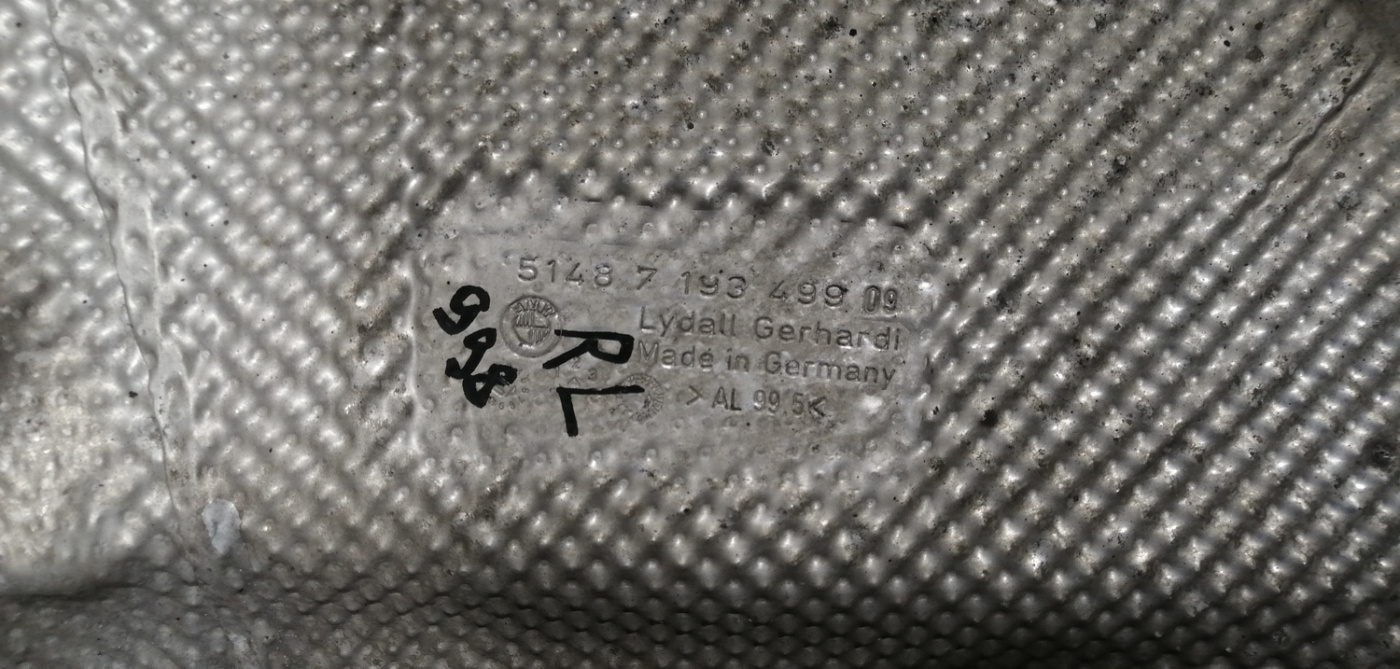 5148 7 193 499 09
Lydall Gerhardi
Made in Germany
> AL 99.5<
998
RL